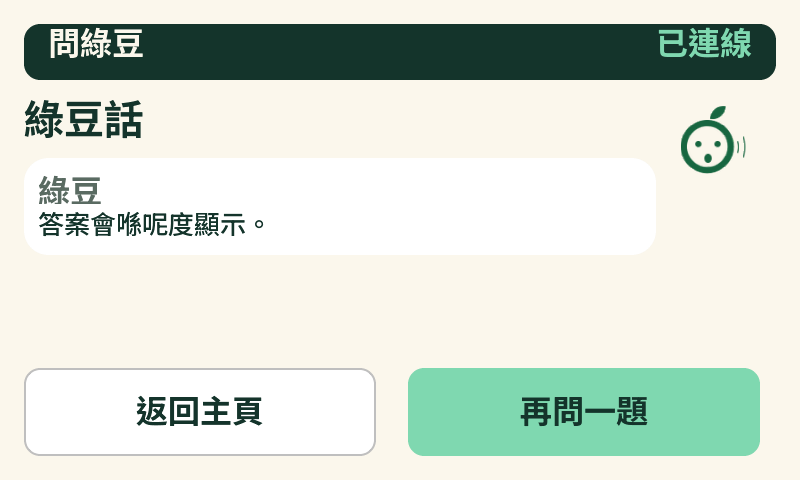 問綠豆
已連線
綠豆話
綠豆
答案會喺呢度顯示。
返回主頁
再問一題